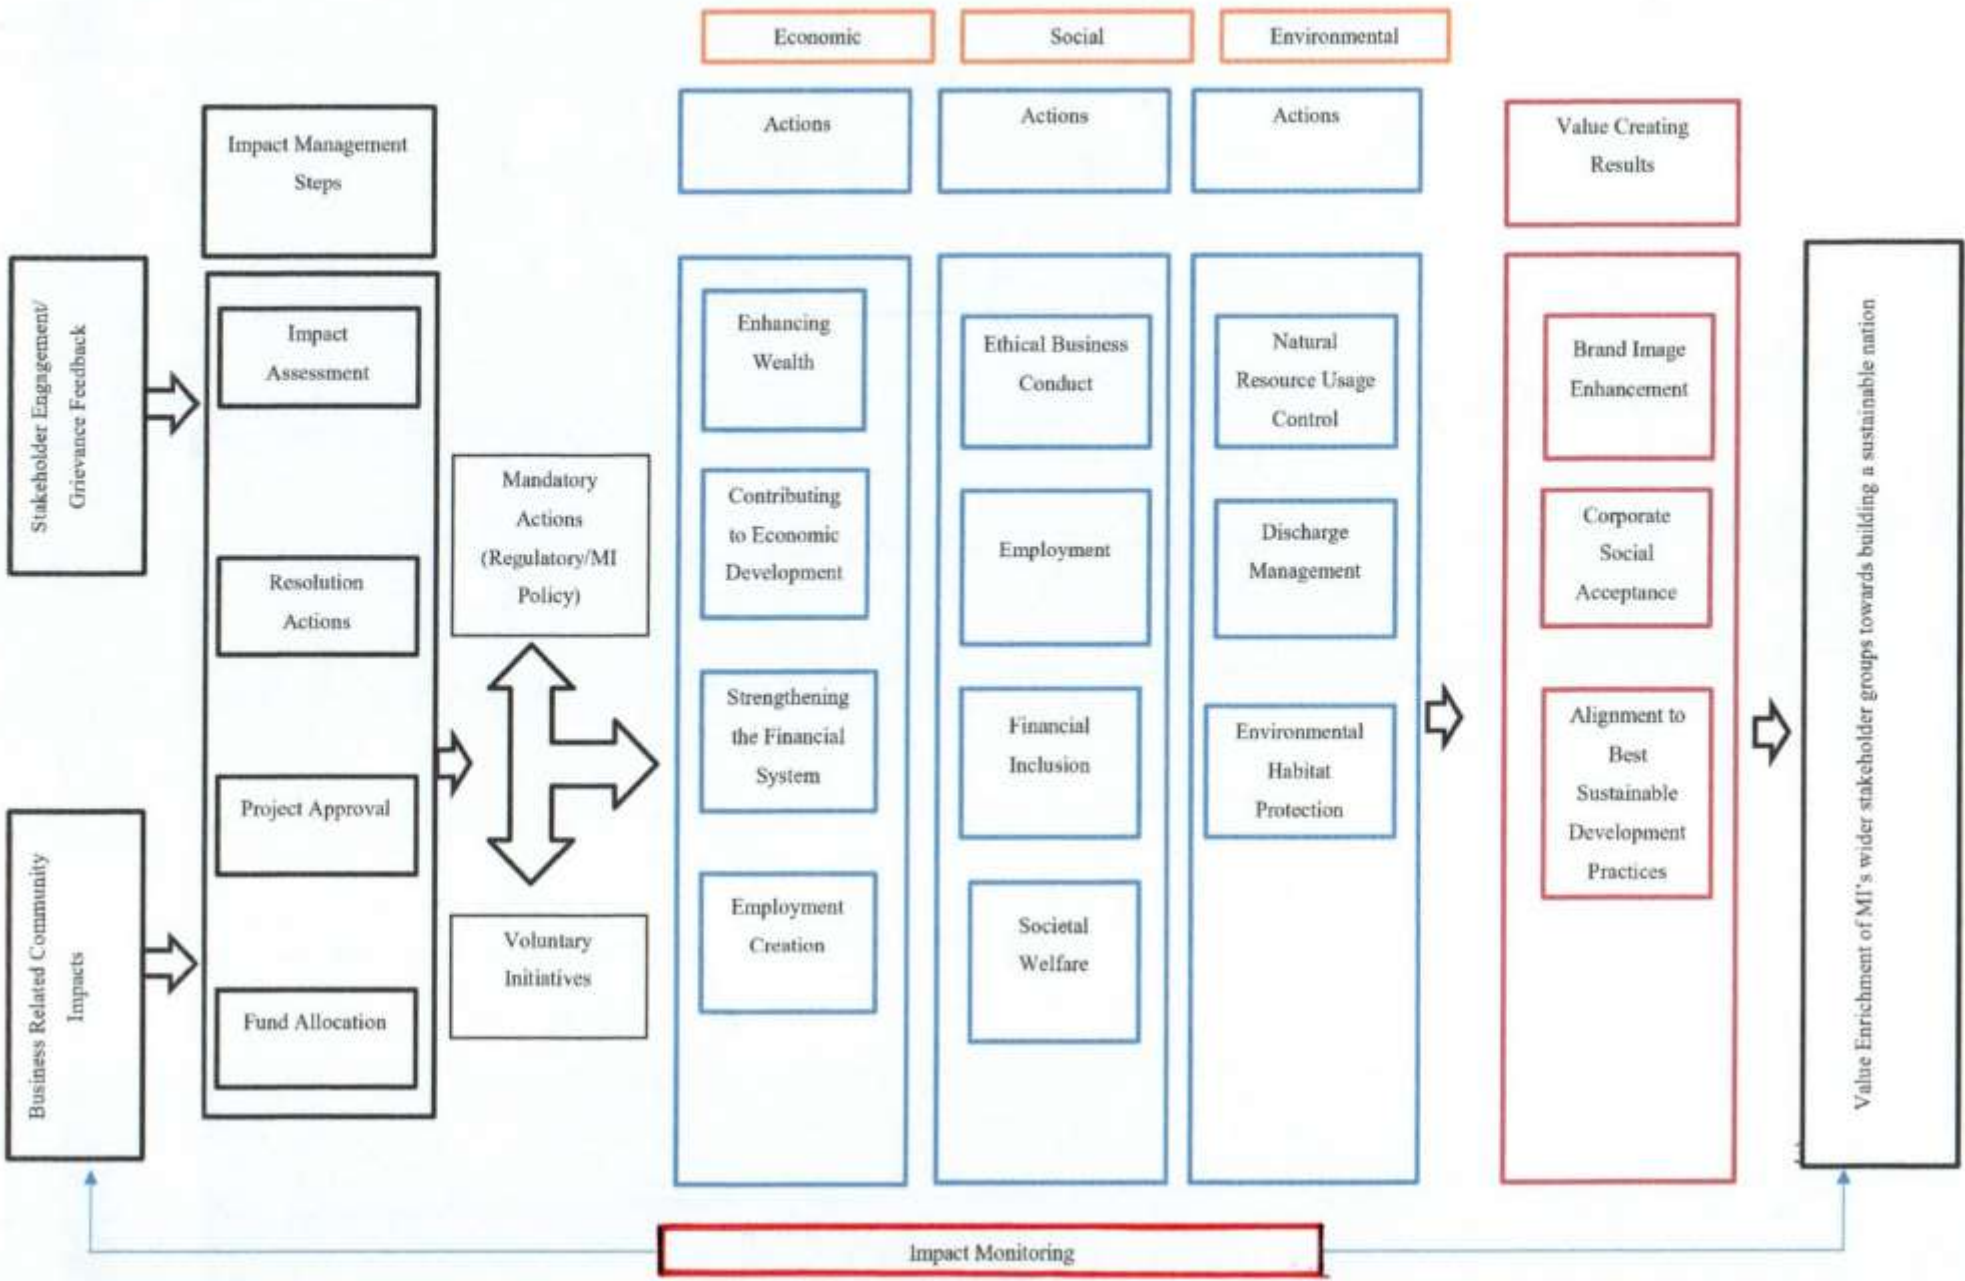 Economic
Social
Environmental
Impact Management
Steps
Actions
Actions
Actions
Value Creating
Results
Stakeholder Engagement/
Grievance Feedback
Business Related Community
Impacts
Impact
Assessment
Resolution
Actions
Project Approval
Fund Allocation
Mandatory
Actions
(Regulatory/MI
Policy)
Voluntary
Initiatives
Enhancing
Wealth
Contributing
to Economic
Development
Strengthening
the Financial
System
Employment
Creation
Ethical Business
Conduct
Employment
Financial
Inclusion
Societal
Welfare
Natural
Resource Usage
Control
Discharge
Management
Environmental
Habitat
Protection
Brand Image
Enhancement
Corporate
Social
Acceptance
Alignment to
Best
Sustainable
Development
Practices
Value Enrichment of MI's wider stakeholder groups towards building a sustainable nation
Impact Monitoring